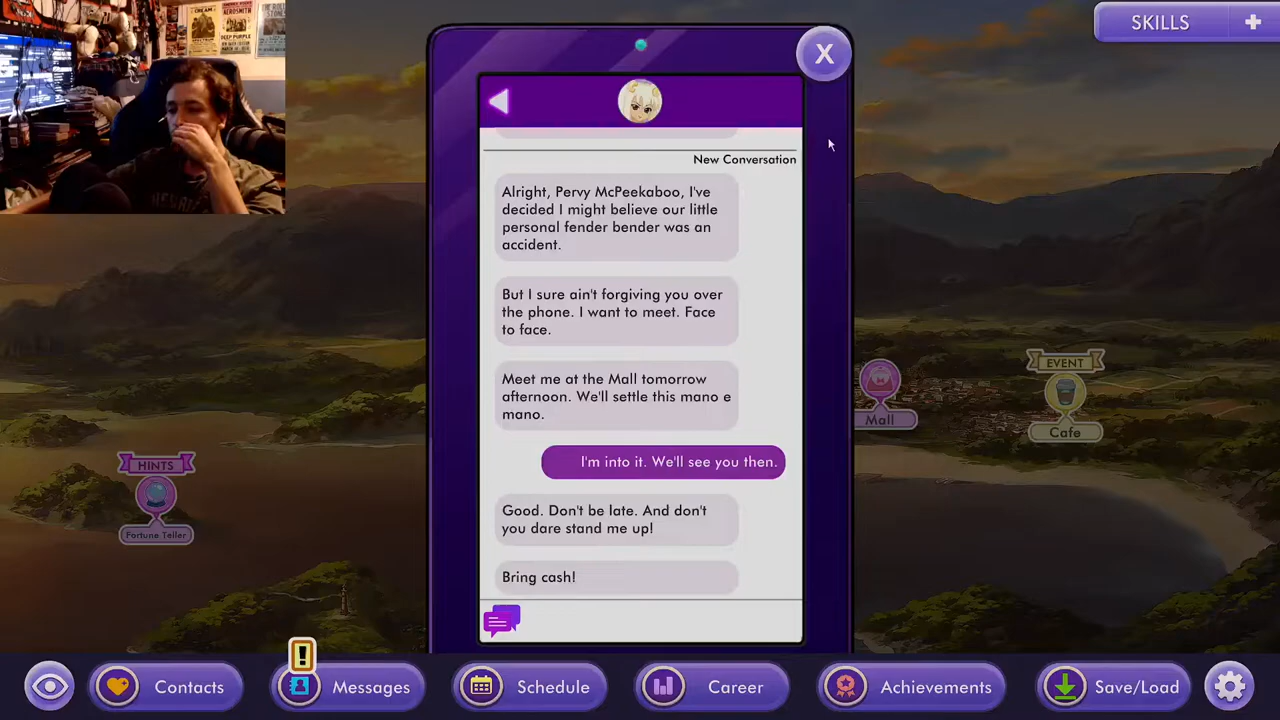 CREAM
AEROSMITH
DEEP PURPLE
SKILLS
X
New Conversation
Alright, Pervy McPeekaboo, I've
decided I might believe our little
personal fender bender was an
accident.
But I sure ain't forgiving you over
the phone. I want to meet. Face
to face.
Meet me at the Mall tomorrow
afternoon. We'll settle this mano e
mano.
I'm into it. We'll see you then.
Good. Don't be late. And don't
you dare stand me up!
Bring cash!
HINTS
Fortune Teller
Mall
EVENT
Cafe
!
Contacts
Messages
Schedule
Career
Achievements
Save/Load